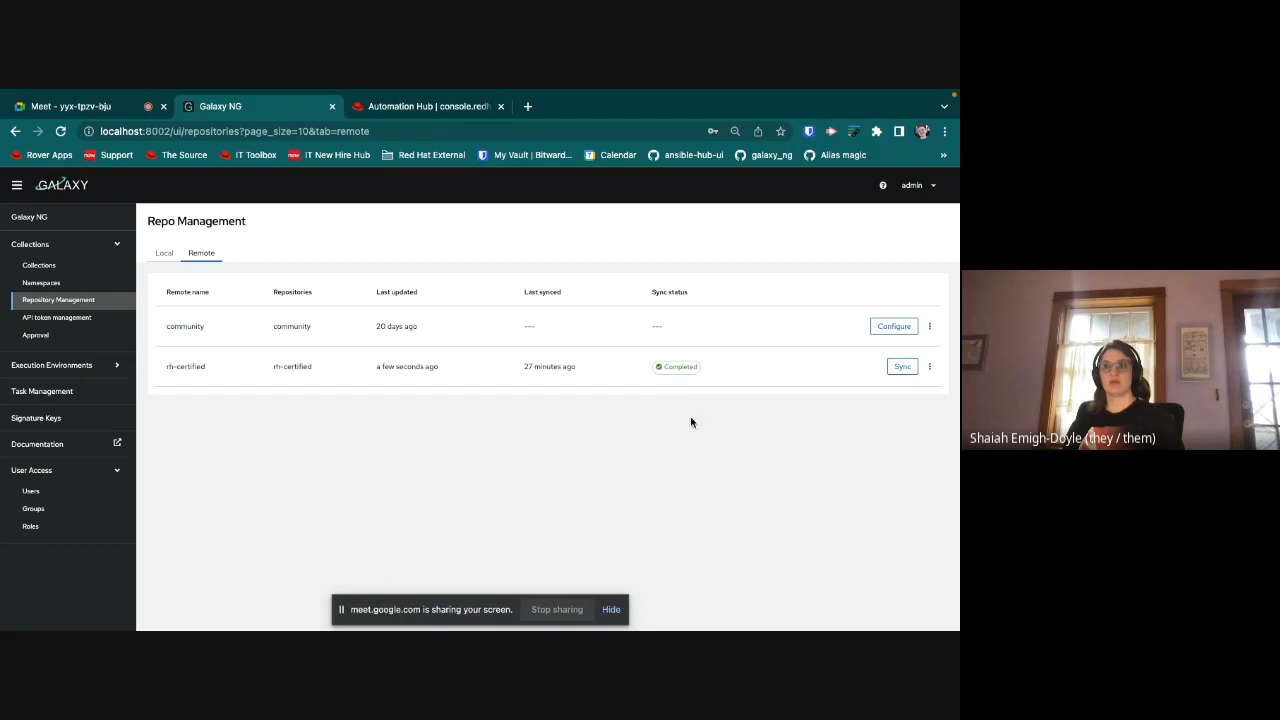 Meet - yyx-tpzv-bju
Galaxy NG
Automation Hub | console.redh
localhost:8002/ui/repositories?page_size=10&tab=remote
Rover Apps
Support
The Source
IT Toolbox
IT New Hire Hub
Red Hat External
My Vault | Bitward...
Calendar
ansible-hub-ui
galaxy_ng
Alias magic
»
GALAXY
admin
Galaxy NG
Collections
Collections
Namespaces
Repository Management
API token management
Approval
Execution Environments
Task Management
Signature Keys
Documentation
User Access
Users
Groups
Roles
Repo Management
Local Remote
Remote name Repositories Last updated Last synced Sync status
community community 20 days ago --- --- Configure
rh-certified rh-certified a few seconds ago 27 minutes ago Completed Sync
meet.google.com is sharing your screen. Stop sharing Hide
Shaiah Emigh-Doyle (they / them)